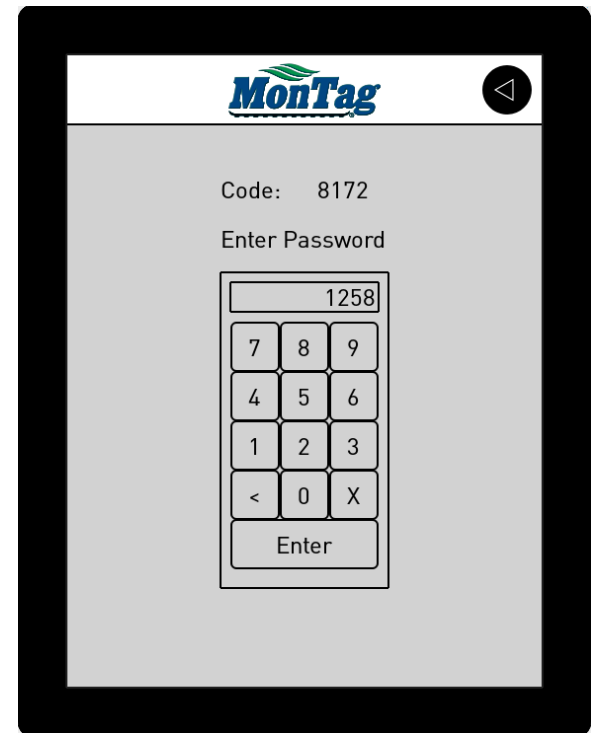 MonTag
Code: 8172
Enter Password
1258
7 8 9
4 5 6
1 2 3
< 0 X
Enter